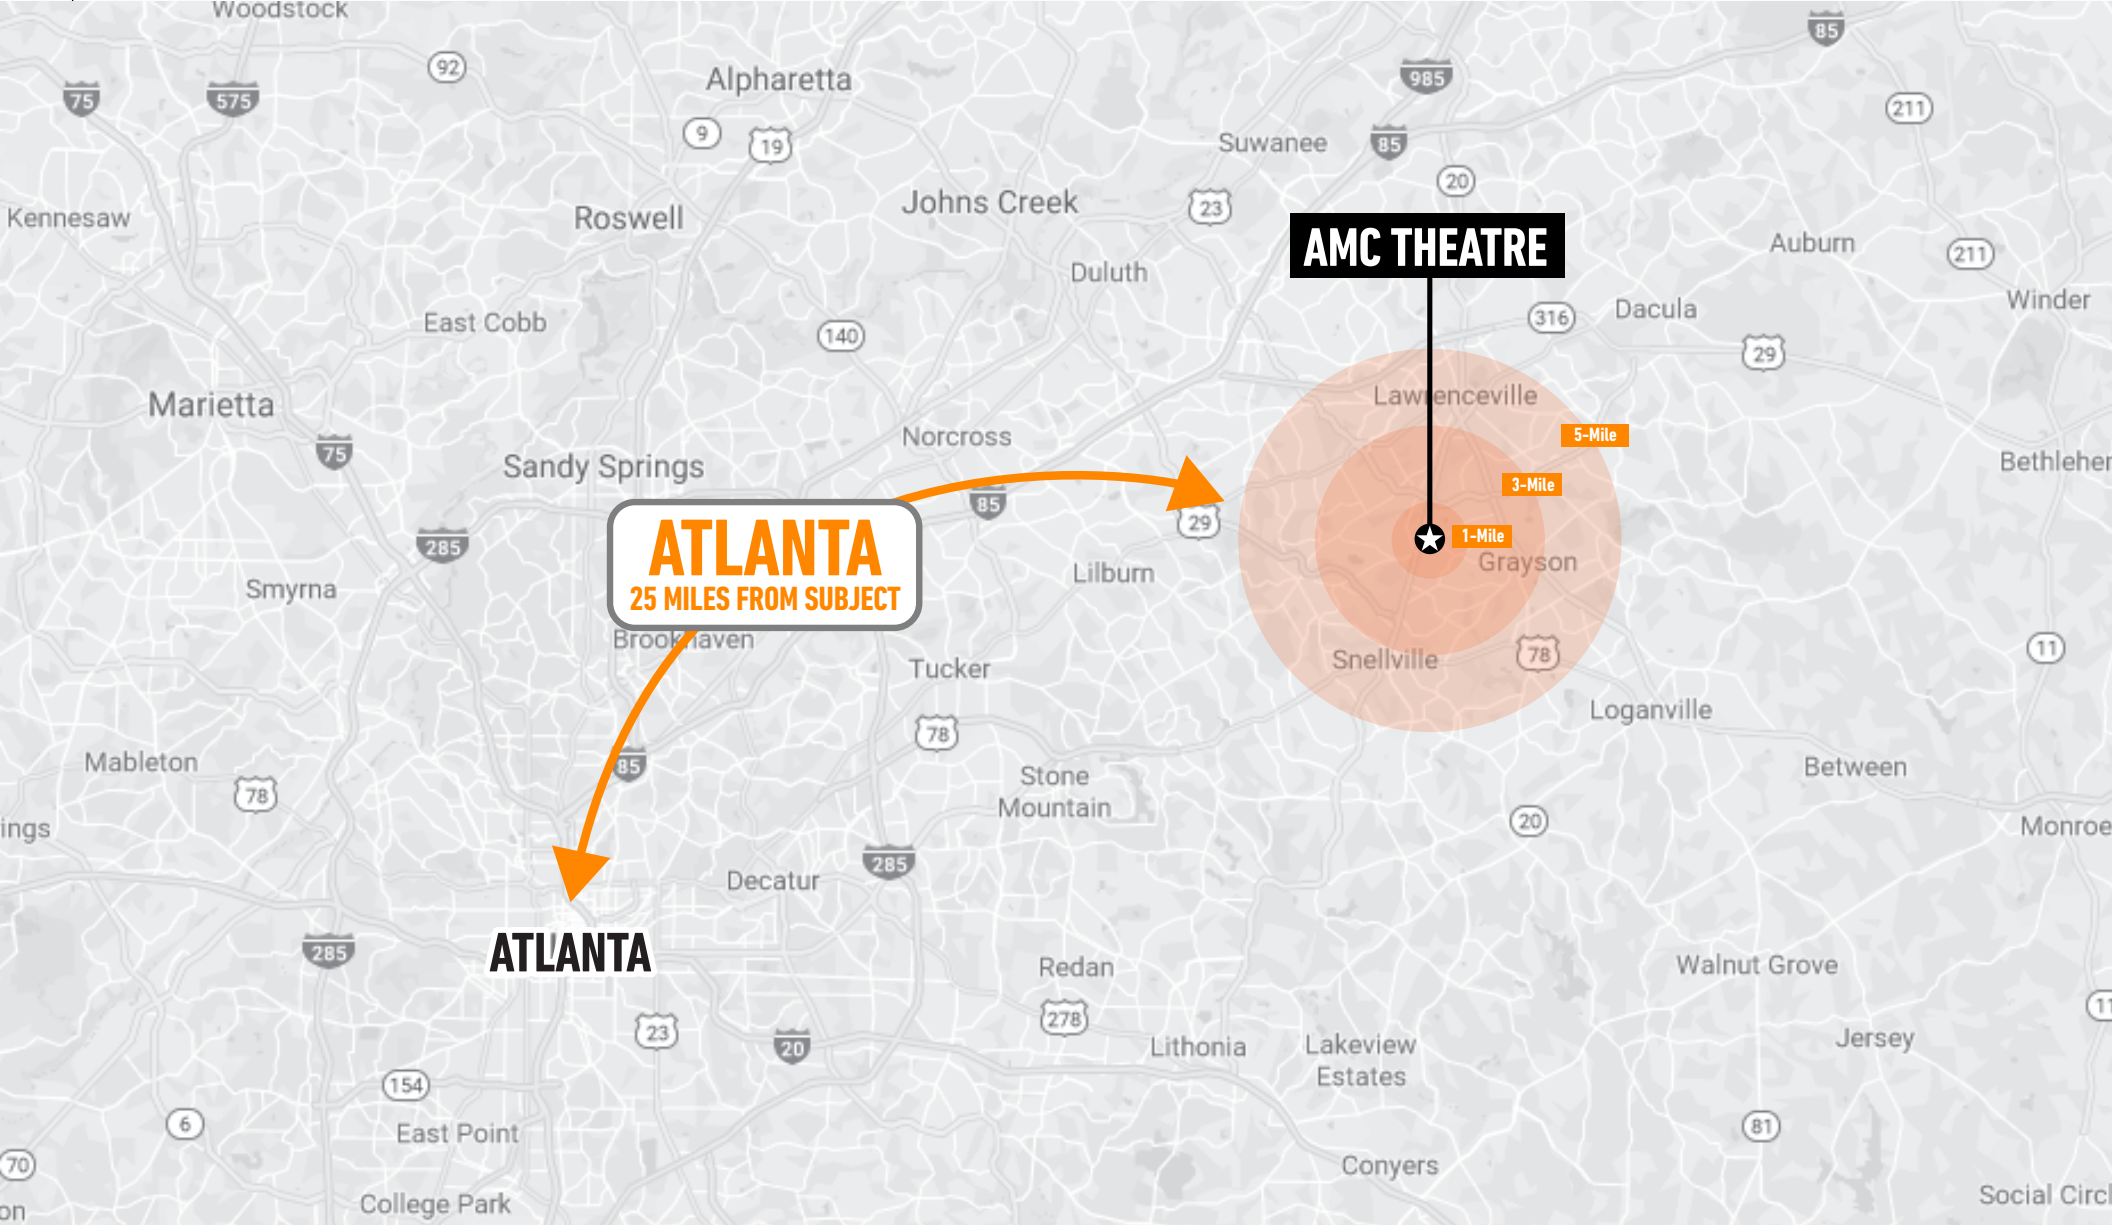 Woodstock
85
92
985
75
575
Alpharetta
211
9
19
Suwanee
85
20
Johns Creek
23
Kennesaw
Roswell
AMC THEATRE
Auburn
211
Duluth
Winder
Dacula
316
East Cobb
140
29
Lawrenceville
Marietta
5-Mile
Norcross
75
Bethleher
Sandy Springs
3-Mile
85
29
ATLANTA
25 MILES FROM SUBJECT
1-Mile
285
Grayson
Lilburn
Smyrna
Brookhaven
11
78
Snellville
Tucker
Loganville
78
85
Mableton
Between
Stone
Mountain
78
20
ings
Monroe
285
Decatur
ATLANTA
285
Walnut Grove
Redan
11
278
23
20
Jersey
Lithonia
Lakeview
Estates
154
6
81
East Point
70
Conyers
Social Circl
College Park
on